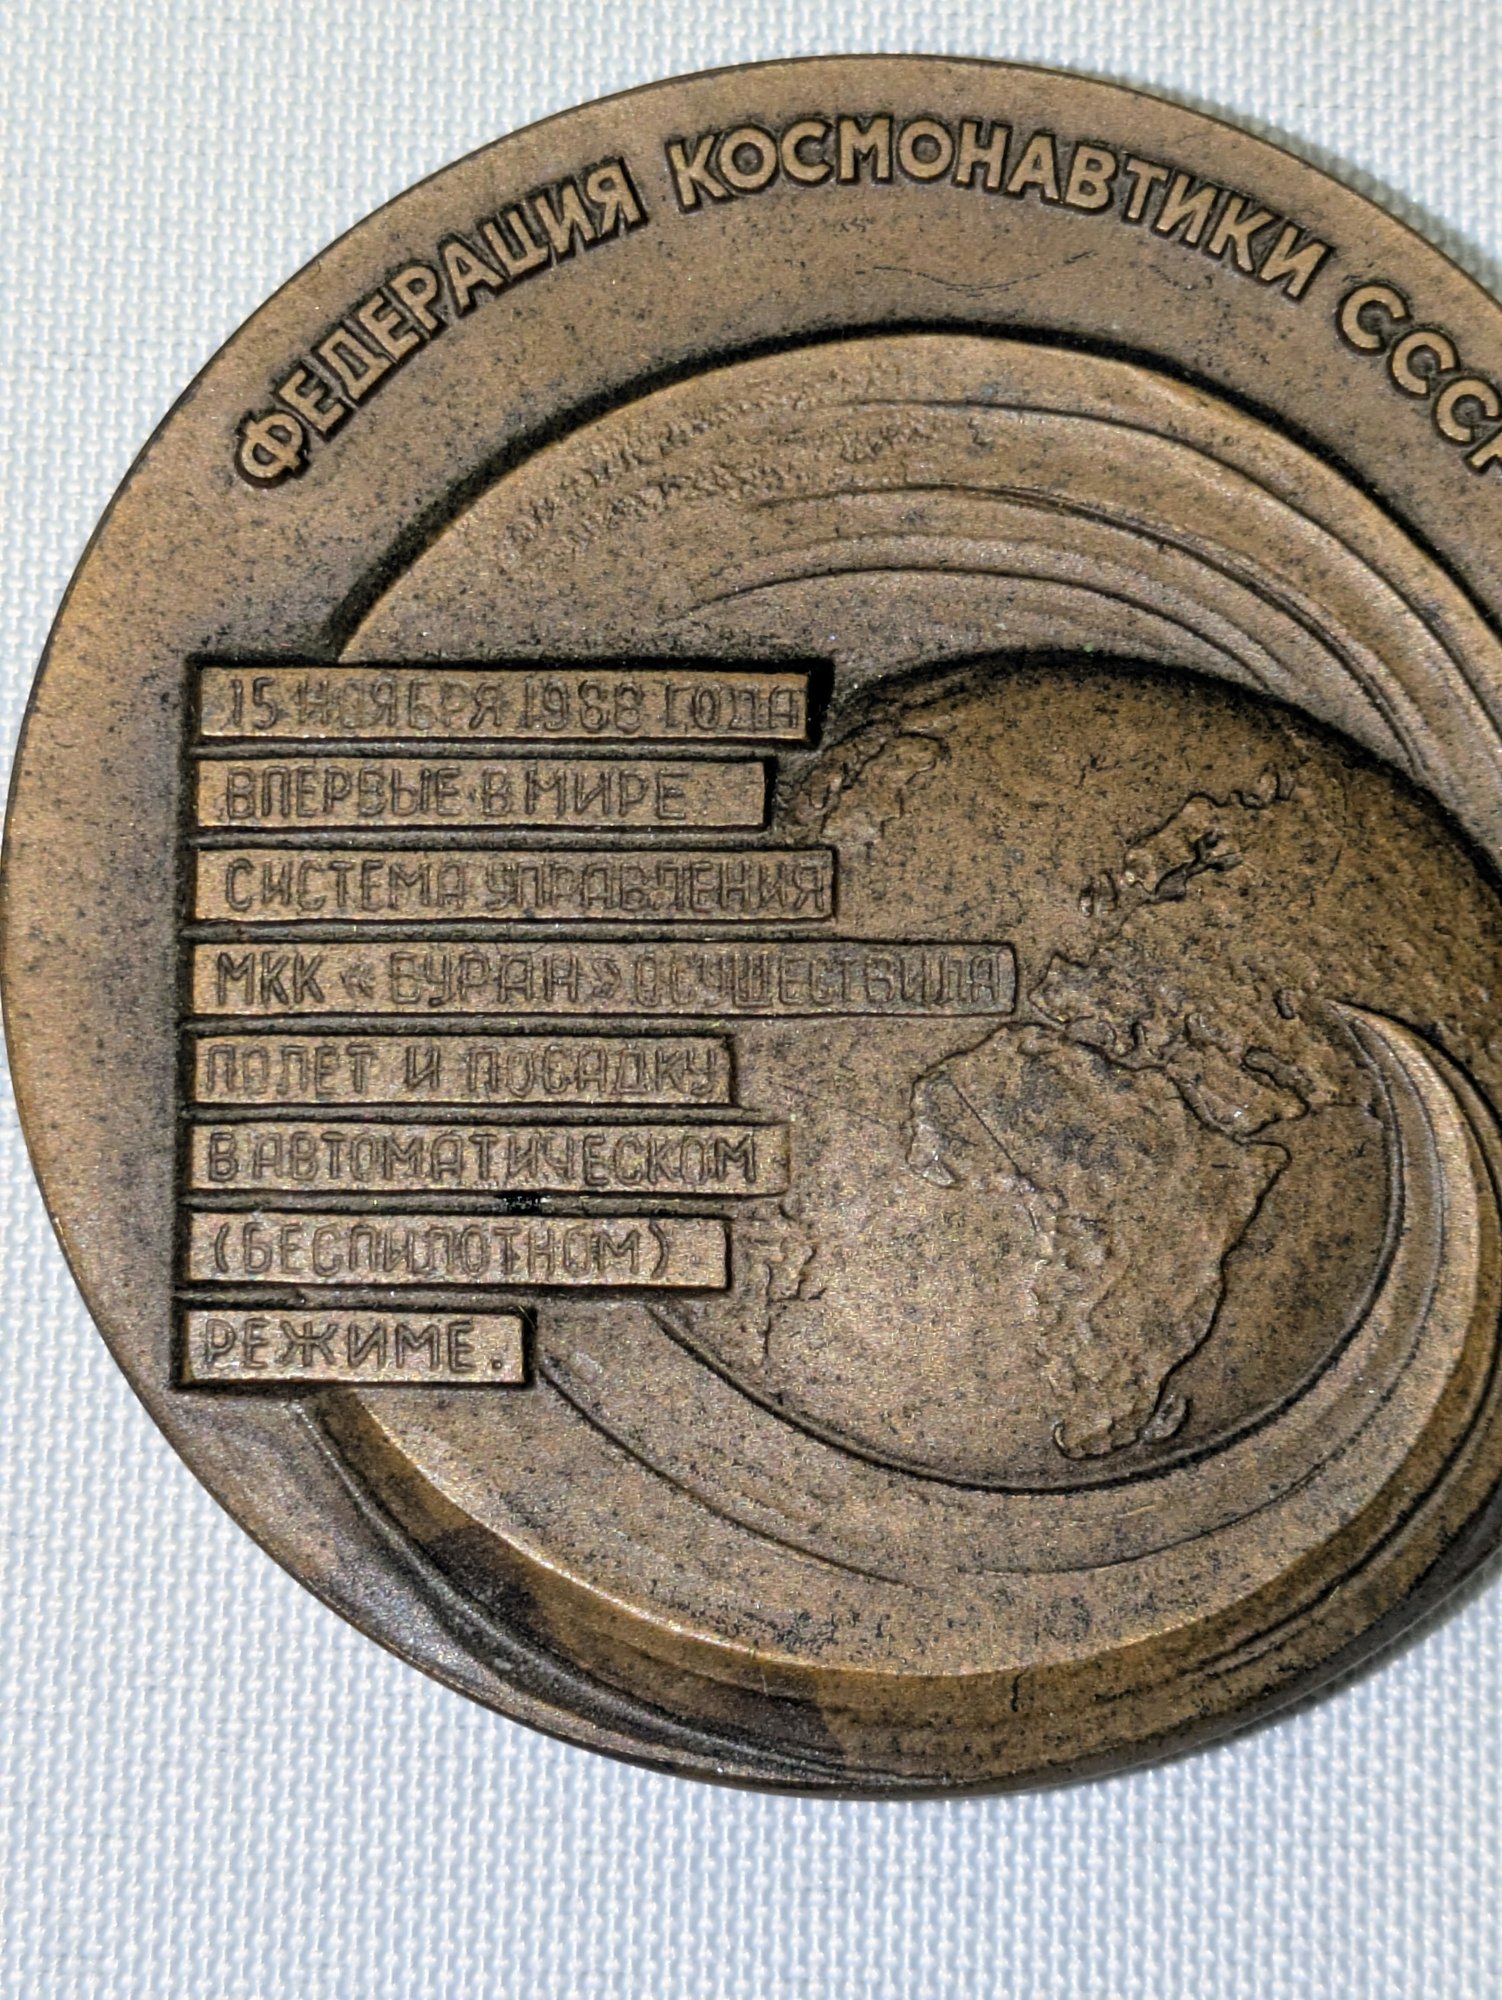 ФЕДЕРАЦИЯ КОСМОНАВТИКИ СССР
15 НОЯБРЯ 1988 ГОДА
ВПЕРВЫЕ В МИРЕ
СИСТЕМА УПРАВЛЕНИЯ
МКК «БУРАН» ОСУЩЕСТВИЛА
ПОЛЕТ И ПОСАДКУ
В АВТОМАТИЧЕСКОМ
(БЕСПИЛОТНОМ)
РЕЖИМЕ.